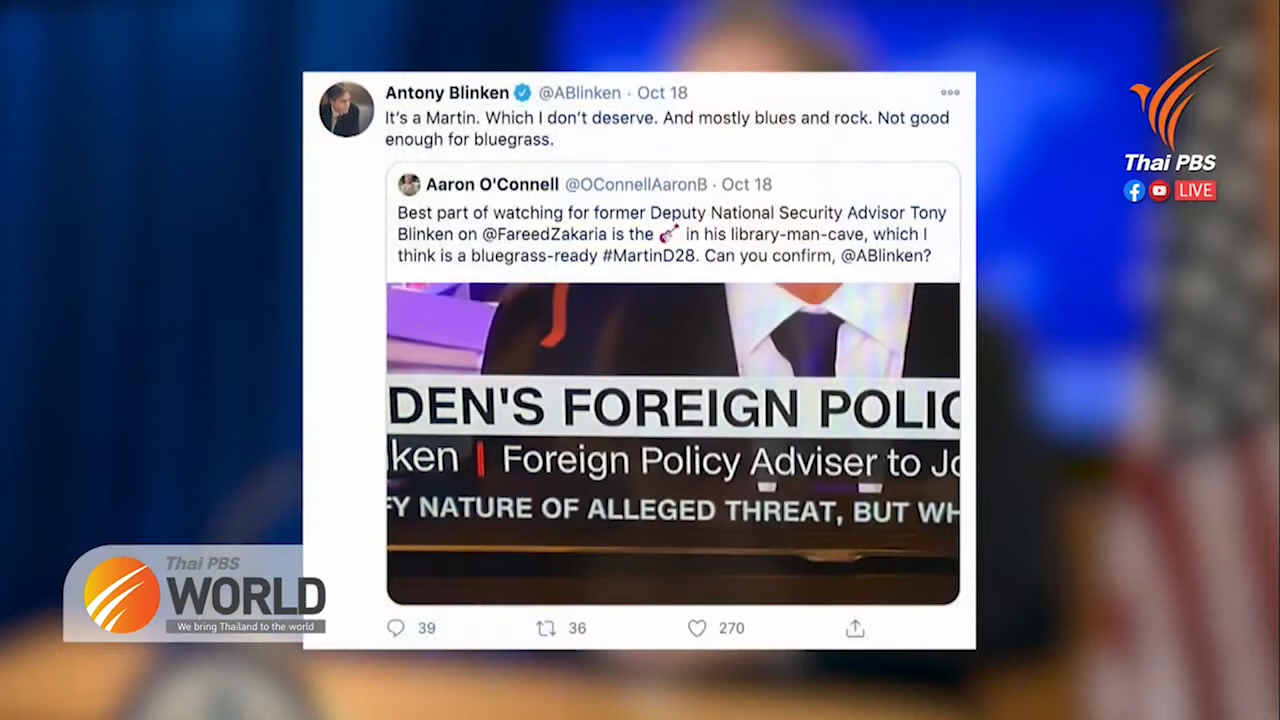 Antony Blinken @ABlinken · Oct 18
It's a Martin. Which I don't deserve. And mostly blues and rock. Not good
enough for bluegrass.
Aaron O'Connell @OConnellAaronB · Oct 18
Best part of watching for former Deputy National Security Advisor Tony
Blinken on @FareedZakaria is the 🎸 in his library-man-cave, which I
think is a bluegrass-ready #MartinD28. Can you confirm, @ABlinken?
DEN'S FOREIGN POLIC
ken | Foreign Policy Adviser to Jo
FY NATURE OF ALLEGED THREAT, BUT WH
39 36 270
Thai PBS
LIVE
Thai PBS
WORLD
We bring Thailand to the world